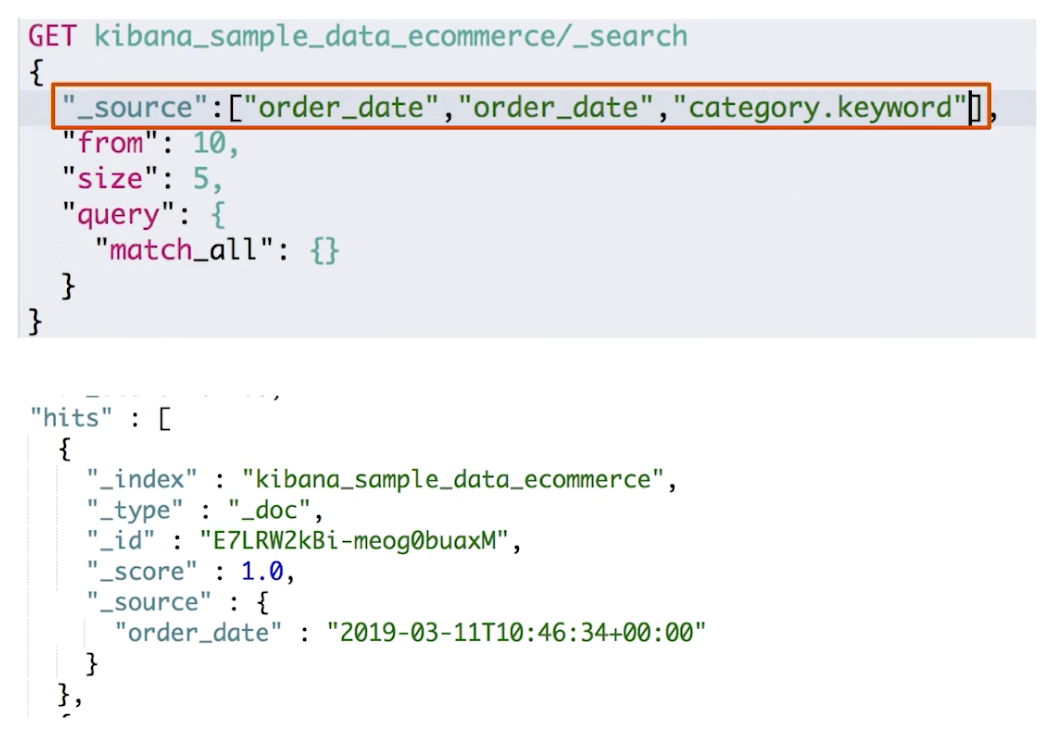 GET kibana_sample_data_ecommerce/_search
{
"_source":["order_date","order_date","category.keyword"],
"from": 10,
"size": 5,
"query": {
"match_all": {}
}
}
"hits" : [
{
"_index" : "kibana_sample_data_ecommerce",
"_type" : "_doc",
"_id" : "E7LRW2kBi-meog0buaxM",
"_score" : 1.0,
"_source" : {
"order_date" : "2019-03-11T10:46:34+00:00"
}
},